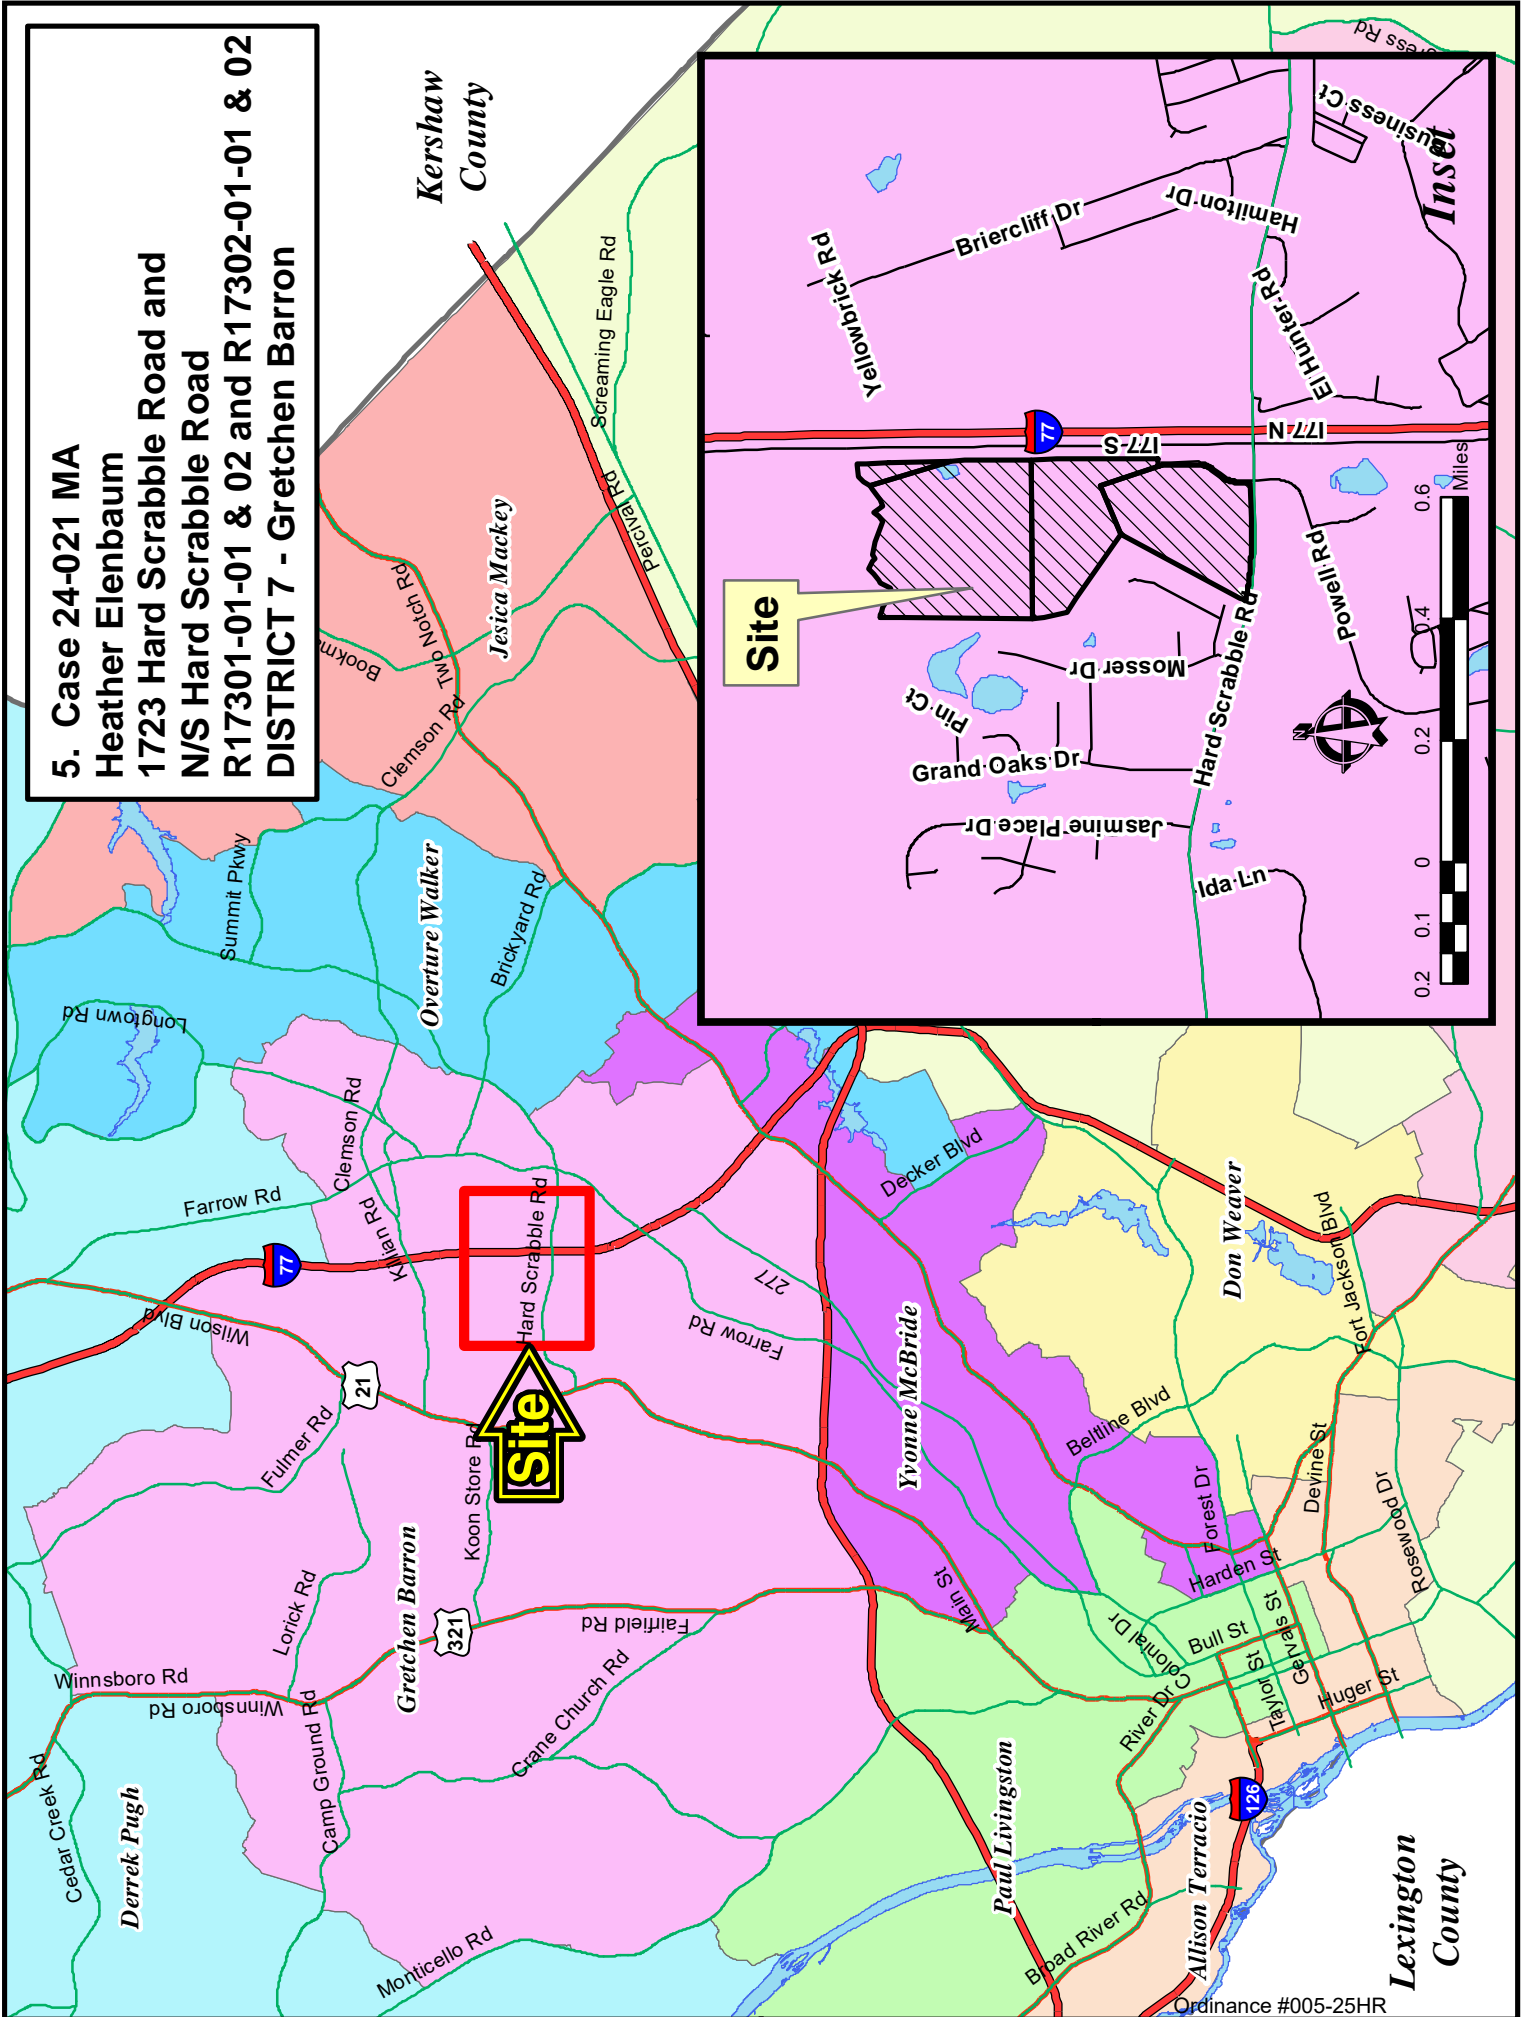 5. Case 24-021 MA
Heather Elenbaum
1723 Hard Scrabble Road and
N/S Hard Scrabble Road
R17301-01-01 & 02 and R17302-01-01 & 02
DISTRICT 7 - Gretchen Barron
Kershaw
County
Screaming Eagle Rd
Percival Rd
Jesica Mackey
Two Notch Rd
Bookm
Clemson Rd
Summit Pkwy
Overture Walker
Brickyard Rd
Longtown Rd
Clemson Rd
Farrow Rd
Killian Rd
77
Hard Scrabble Rd
Wilson Blvd
21
Site
277
Farrow Rd
Fulmer Rd
Koon Store Rd
Lorick Rd
Gretchen Barron
321
Fairfield Rd
Winnsboro Rd
Winnsboro Rd
Camp Ground Rd
Crane Church Rd
Cedar Creek Rd
Derrek Pugh
Monticello Rd
Decker Blvd
Yvonne McBride
Don Weaver
Fort Jackson Blvd
Beltline Blvd
Forest Dr
Devine St
Rosewood Dr
Harden St
Main St
Colonial Dr
Bull St
Gervais St
Taylor St
Huger St
River Dr
Paul Livingston
126
Allison Terracio
Broad River Rd
Lexington
County
Site
Yellowbrick Rd
Briercliff Dr
Hamilton Dr
Business Ct
Inset
El Hunter Rd
77
I77 S
I77 N
Powell Rd
Mosser Dr
Hard Scrabble Rd
Pin Ct
Grand Oaks Dr
Jasmine Place Dr
Ida Ln
N
0.2 0.1 0 0.2 0.4 0.6
Miles
ress Rd
Ordinance #005-25HR